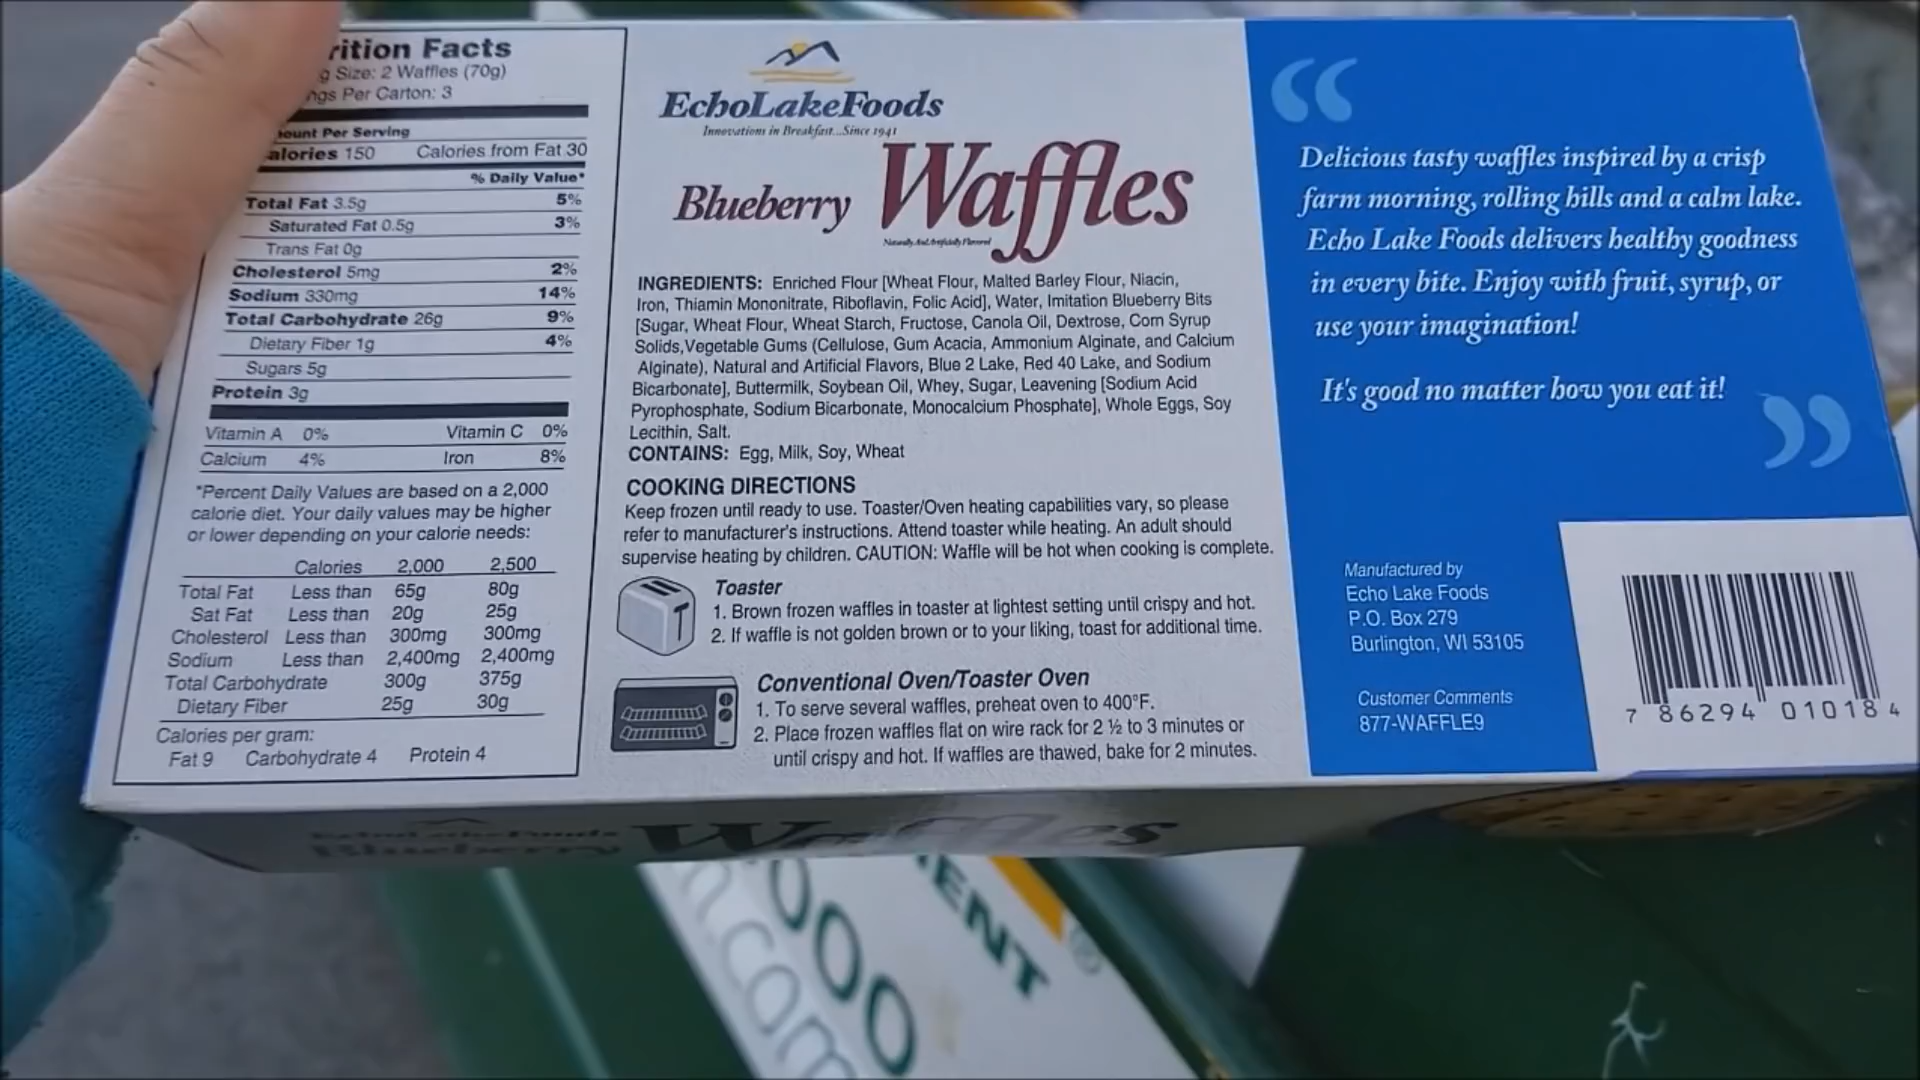 rition Facts
g Size: 2 Waffles (70g)
ngs Per Carton: 3
ount Per Serving
alories 150 Calories from Fat 30
% Daily Value*
Total Fat 3.5g 5%
Saturated Fat 0.5g 3%
Trans Fat 0g
Cholesterol 5mg 2%
Sodium 330mg 14%
Total Carbohydrate 26g 9%
Dietary Fiber 1g 4%
Sugars 5g
Protein 3g
Vitamin A 0% Vitamin C 0%
Calcium 4% Iron 8%
*Percent Daily Values are based on a 2,000
calorie diet. Your daily values may be higher
or lower depending on your calorie needs:
Calories 2,000 2,500
Total Fat Less than 65g 80g
Sat Fat Less than 20g 25g
Cholesterol Less than 300mg 300mg
Sodium Less than 2,400mg 2,400mg
Total Carbohydrate 300g 375g
Dietary Fiber 25g 30g
Calories per gram:
Fat 9 Carbohydrate 4 Protein 4
EchoLakeFoods
Innovations in Breakfast...Since 1941
Blueberry Waffles
Naturally And Artificially Flavored
INGREDIENTS: Enriched Flour [Wheat Flour, Malted Barley Flour, Niacin,
Iron, Thiamin Mononitrate, Riboflavin, Folic Acid], Water, Imitation Blueberry Bits
[Sugar, Wheat Flour, Wheat Starch, Fructose, Canola Oil, Dextrose, Corn Syrup
Solids,Vegetable Gums (Cellulose, Gum Acacia, Ammonium Alginate, and Calcium
Alginate), Natural and Artificial Flavors, Blue 2 Lake, Red 40 Lake, and Sodium
Bicarbonate], Buttermilk, Soybean Oil, Whey, Sugar, Leavening [Sodium Acid
Pyrophosphate, Sodium Bicarbonate, Monocalcium Phosphate], Whole Eggs, Soy
Lecithin, Salt.
CONTAINS: Egg, Milk, Soy, Wheat
COOKING DIRECTIONS
Keep frozen until ready to use. Toaster/Oven heating capabilities vary, so please
refer to manufacturer's instructions. Attend toaster while heating. An adult should
supervise heating by children. CAUTION: Waffle will be hot when cooking is complete.
Toaster
1. Brown frozen waffles in toaster at lightest setting until crispy and hot.
2. If waffle is not golden brown or to your liking, toast for additional time.
Conventional Oven/Toaster Oven
1. To serve several waffles, preheat oven to 400°F.
2. Place frozen waffles flat on wire rack for 2 ½ to 3 minutes or
until crispy and hot. If waffles are thawed, bake for 2 minutes.
“
Delicious tasty waffles inspired by a crisp
farm morning, rolling hills and a calm lake.
Echo Lake Foods delivers healthy goodness
in every bite. Enjoy with fruit, syrup, or
use your imagination!
It's good no matter how you eat it!
”
Manufactured by
Echo Lake Foods
P.O. Box 279
Burlington, WI 53105
Customer Comments
877-WAFFLE9
7 86294 01018 4
EchoLakeFoods
Blueberry Waffles
ENT
000
n.com